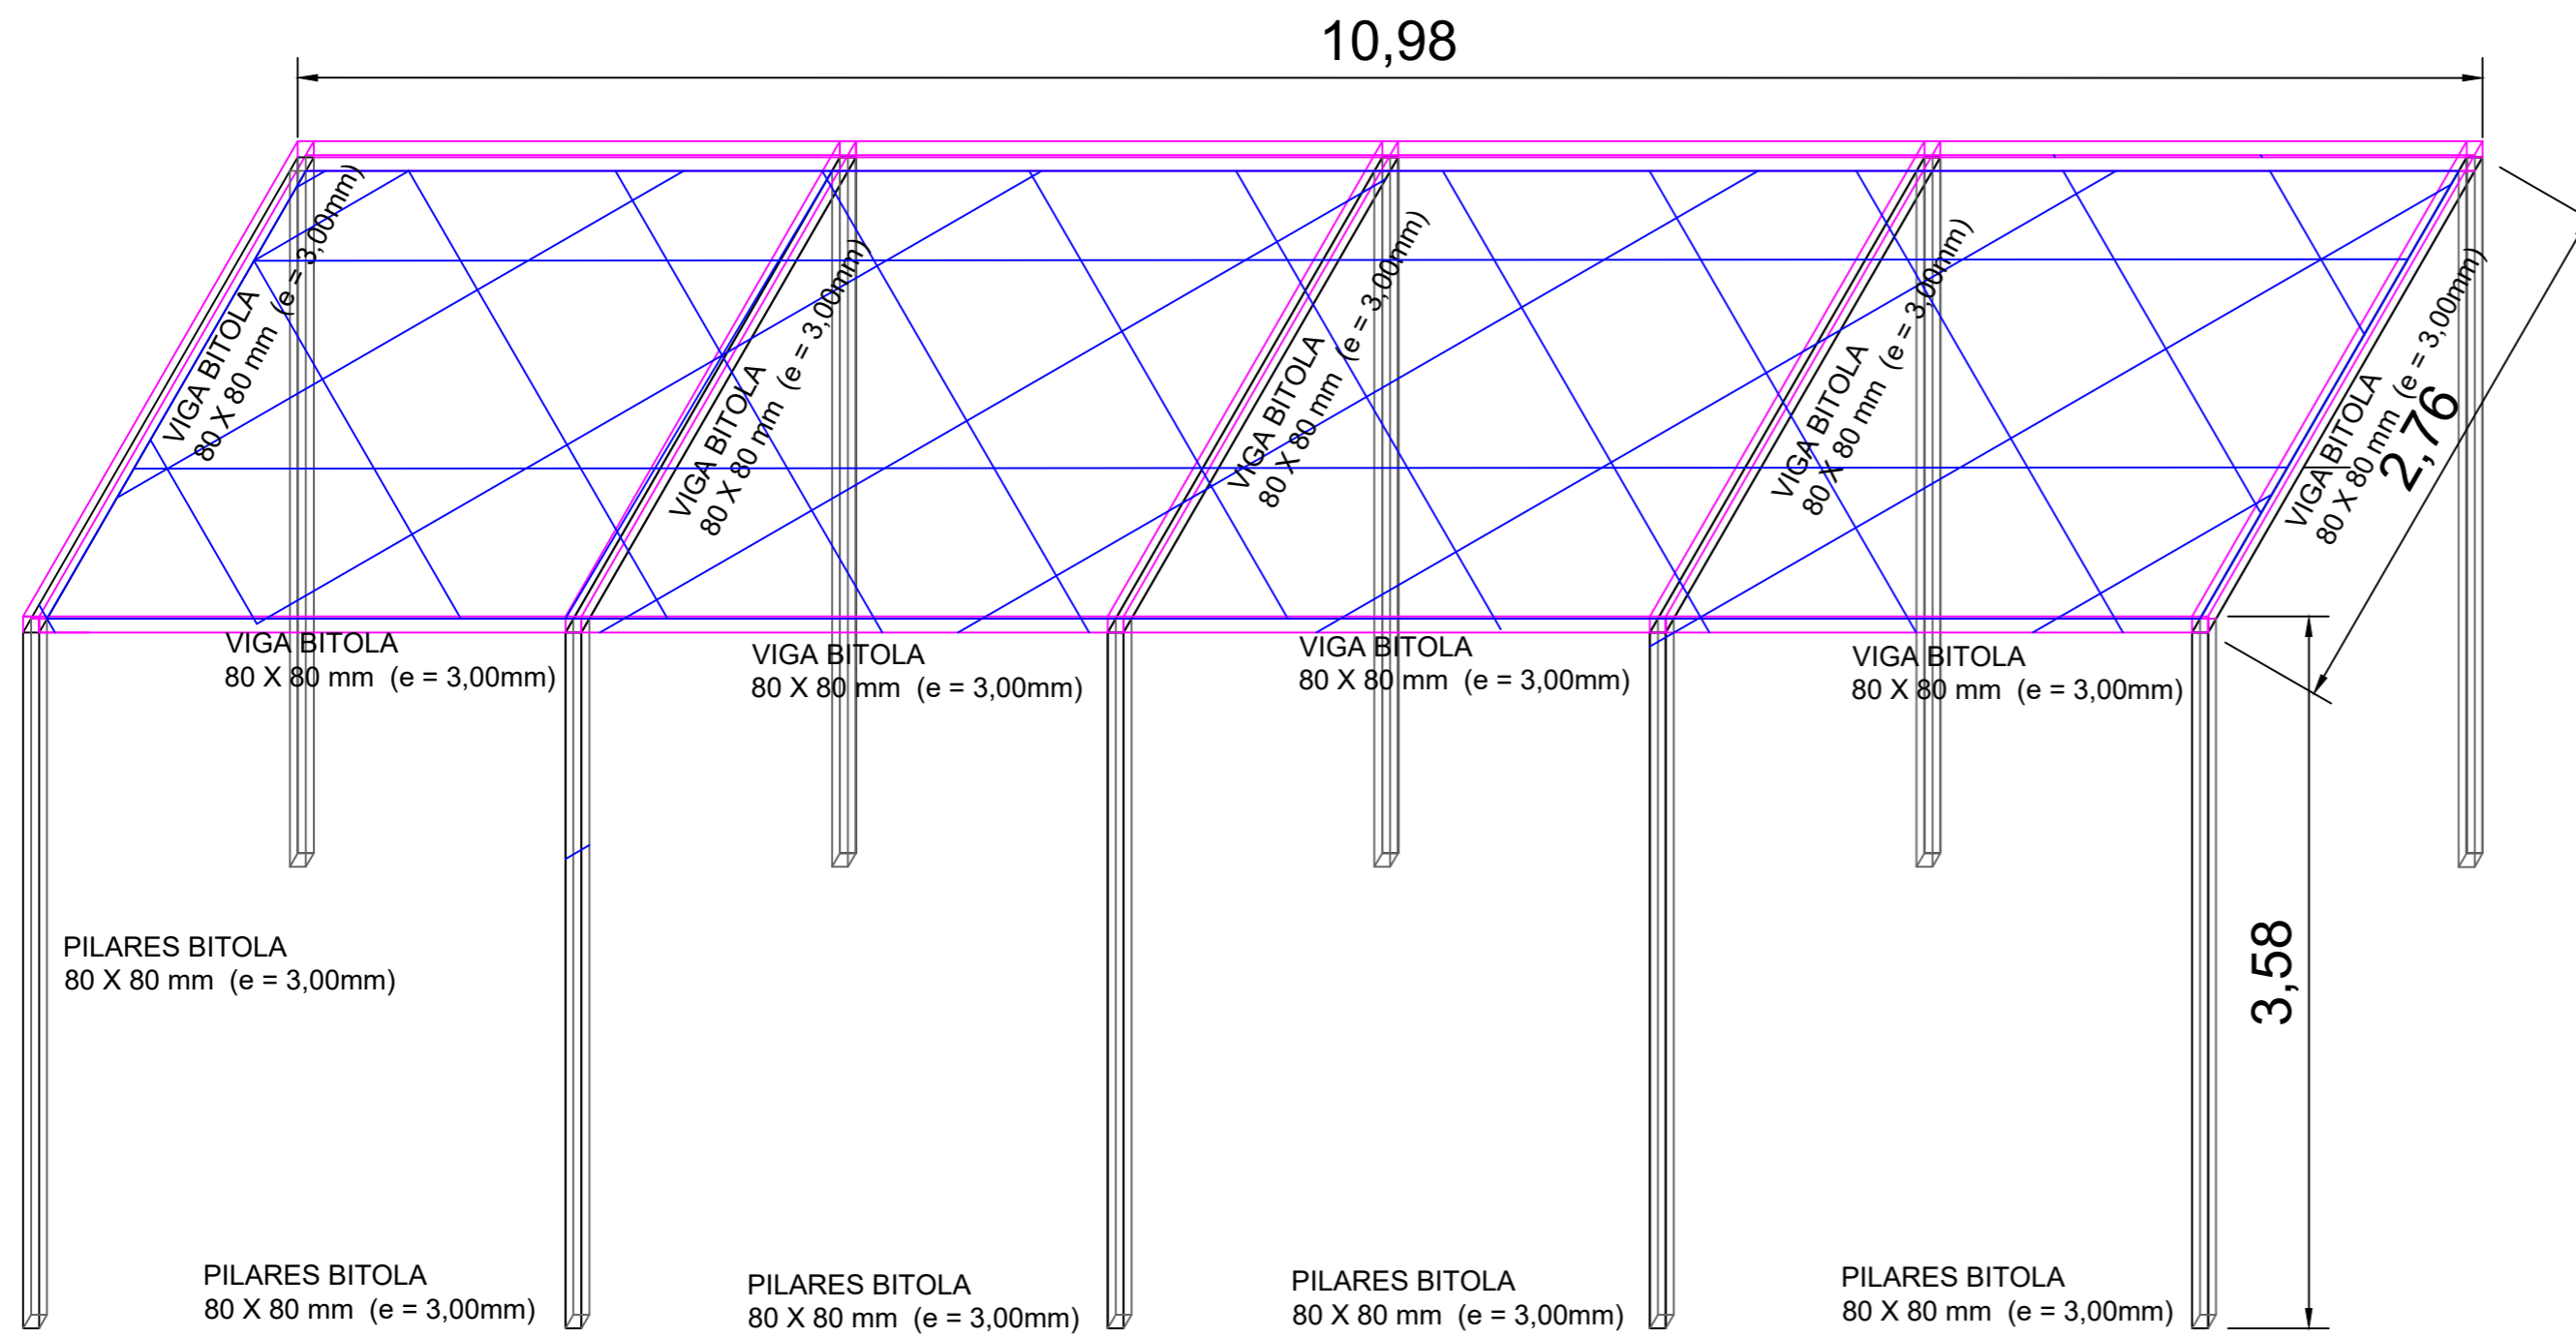 10,98
VIGA BITOLA
80 X 80 mm (e = 3,00mm)
VIGA BITOLA
80 X 80 mm (e = 3,00mm)
VIGA BITOLA
80 X 80 mm (e = 3,00mm)
VIGA BITOLA
80 X 80 mm (e = 3,00mm)
VIGA BITOLA
80 X 80 mm (e = 3,00mm)
2,76
VIGA BITOLA
80 X 80 mm (e = 3,00mm)
VIGA BITOLA
80 X 80 mm (e = 3,00mm)
VIGA BITOLA
80 X 80 mm (e = 3,00mm)
VIGA BITOLA
80 X 80 mm (e = 3,00mm)
3,58
PILARES BITOLA
80 X 80 mm (e = 3,00mm)
PILARES BITOLA
80 X 80 mm (e = 3,00mm)
PILARES BITOLA
80 X 80 mm (e = 3,00mm)
PILARES BITOLA
80 X 80 mm (e = 3,00mm)
PILARES BITOLA
80 X 80 mm (e = 3,00mm)